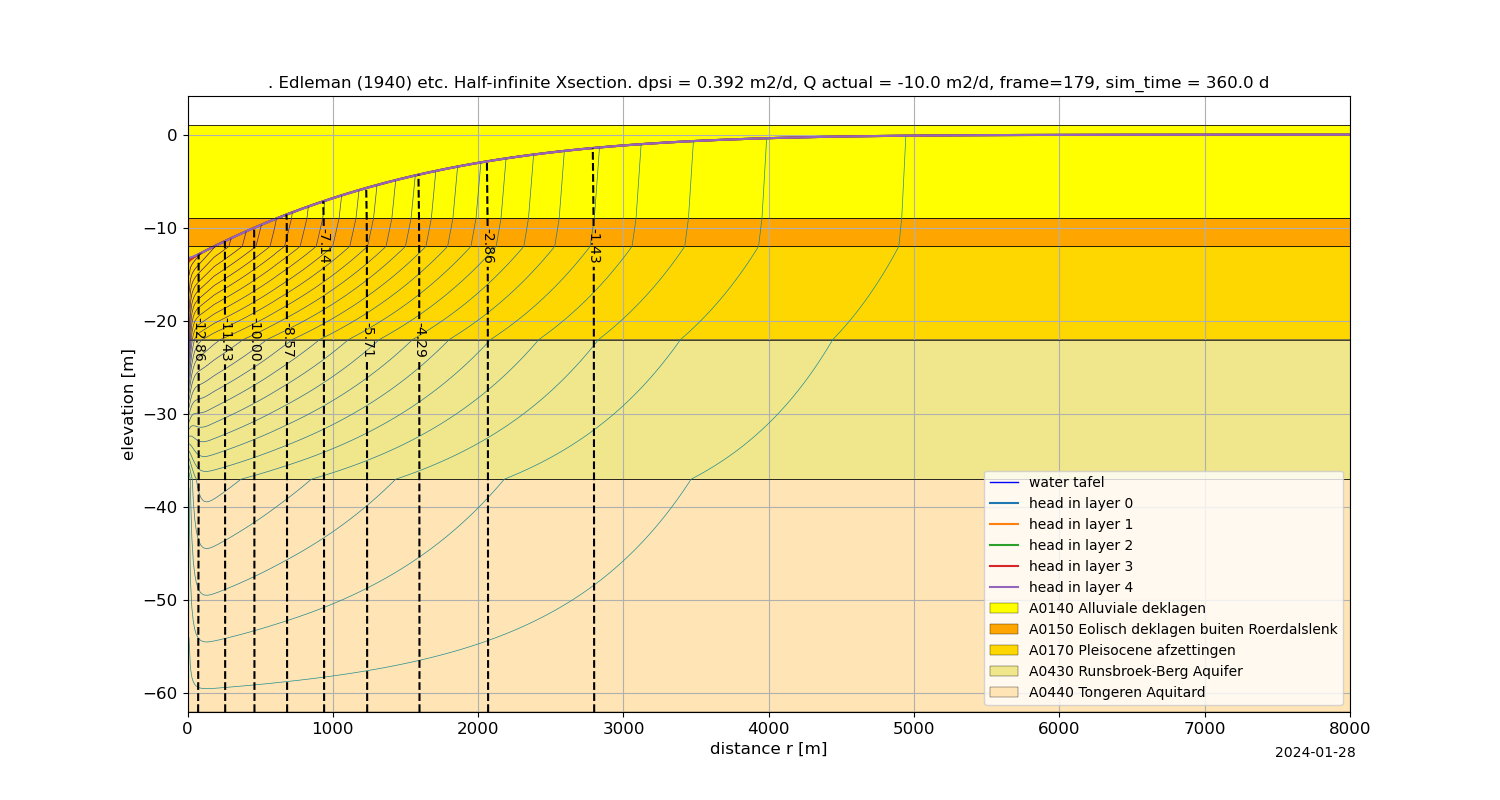 . Edleman (1940) etc. Half-infinite Xsection. dpsi = 0.392 m2/d, Q actual = -10.0 m2/d, frame=179, sim_time = 360.0 d
elevation [m]
0
−10
−20
−30
−40
−50
−60
-12.86
-11.43
-10.00
-8.57
-7.14
-5.71
-4.29
-2.86
-1.43
water tafel
head in layer 0
head in layer 1
head in layer 2
head in layer 3
head in layer 4
A0140 Alluviale deklagen
A0150 Eolisch deklagen buiten Roerdalslenk
A0170 Pleisocene afzettingen
A0430 Runsbroek-Berg Aquifer
A0440 Tongeren Aquitard
0 1000 2000 3000 4000 5000 6000 7000 8000
distance r [m]
2024-01-28